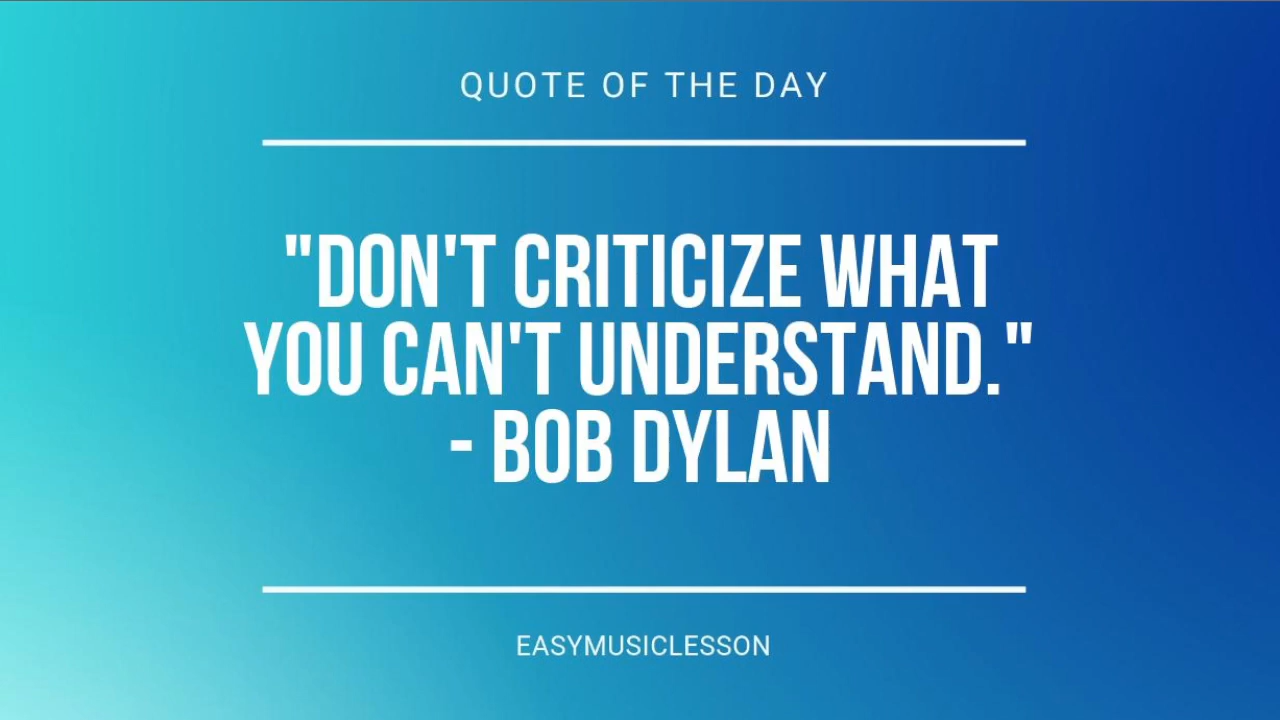 QUOTE OF THE DAY
"DON'T CRITICIZE WHAT
YOU CAN'T UNDERSTAND."
- BOB DYLAN
EASYMUSICLESSON